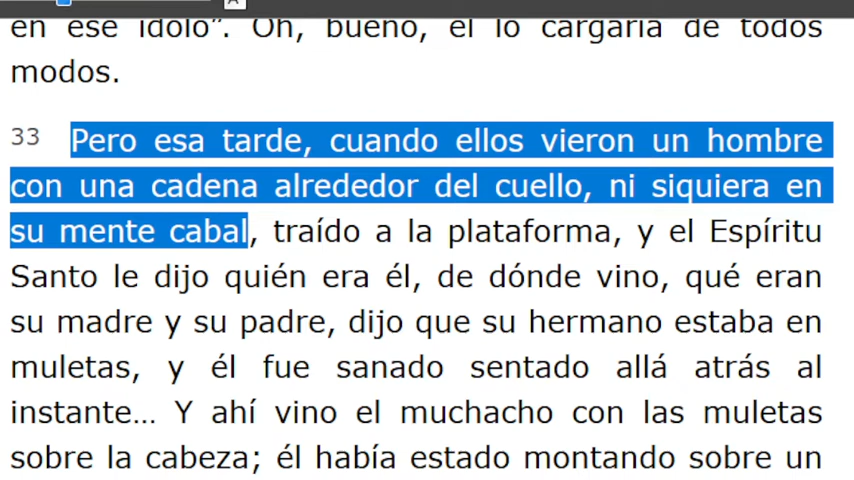 en ese ídolo”. Oh, bueno, él lo cargaría de todos
modos.
33 Pero esa tarde, cuando ellos vieron un hombre
con una cadena alrededor del cuello, ni siquiera en
su mente cabal, traído a la plataforma, y el Espíritu
Santo le dijo quién era él, de dónde vino, qué eran
su madre y su padre, dijo que su hermano estaba en
muletas, y él fue sanado sentado allá atrás al
instante… Y ahí vino el muchacho con las muletas
sobre la cabeza; él había estado montando sobre un